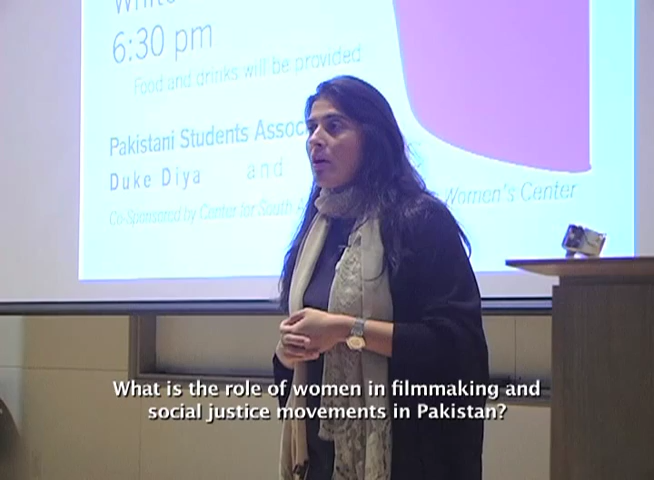 White
6:30 pm
Food and drinks will be provided
Pakistani Students Assoc
Duke Diya and
Co-Sponsored by Center for South A Women's Center
What is the role of women in filmmaking and
social justice movements in Pakistan?